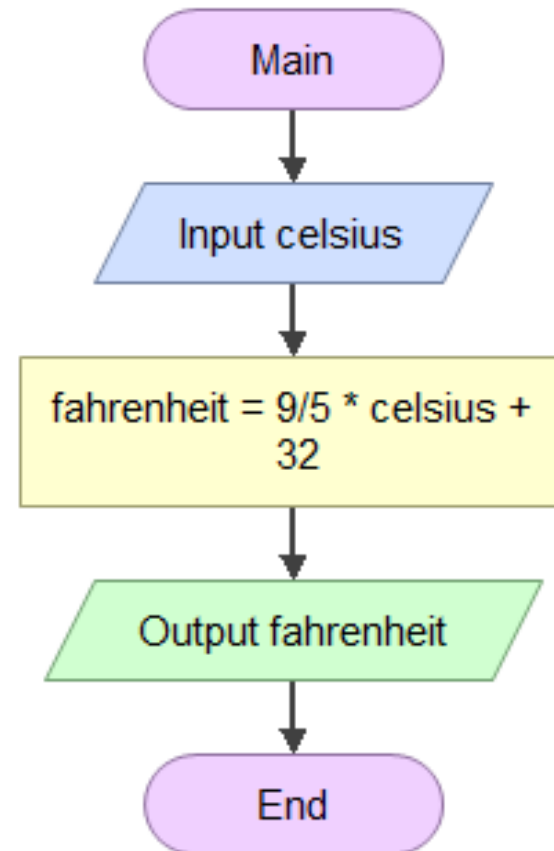 Main
Input celsius
fahrenheit = 9/5 * celsius +
32
Output fahrenheit
End